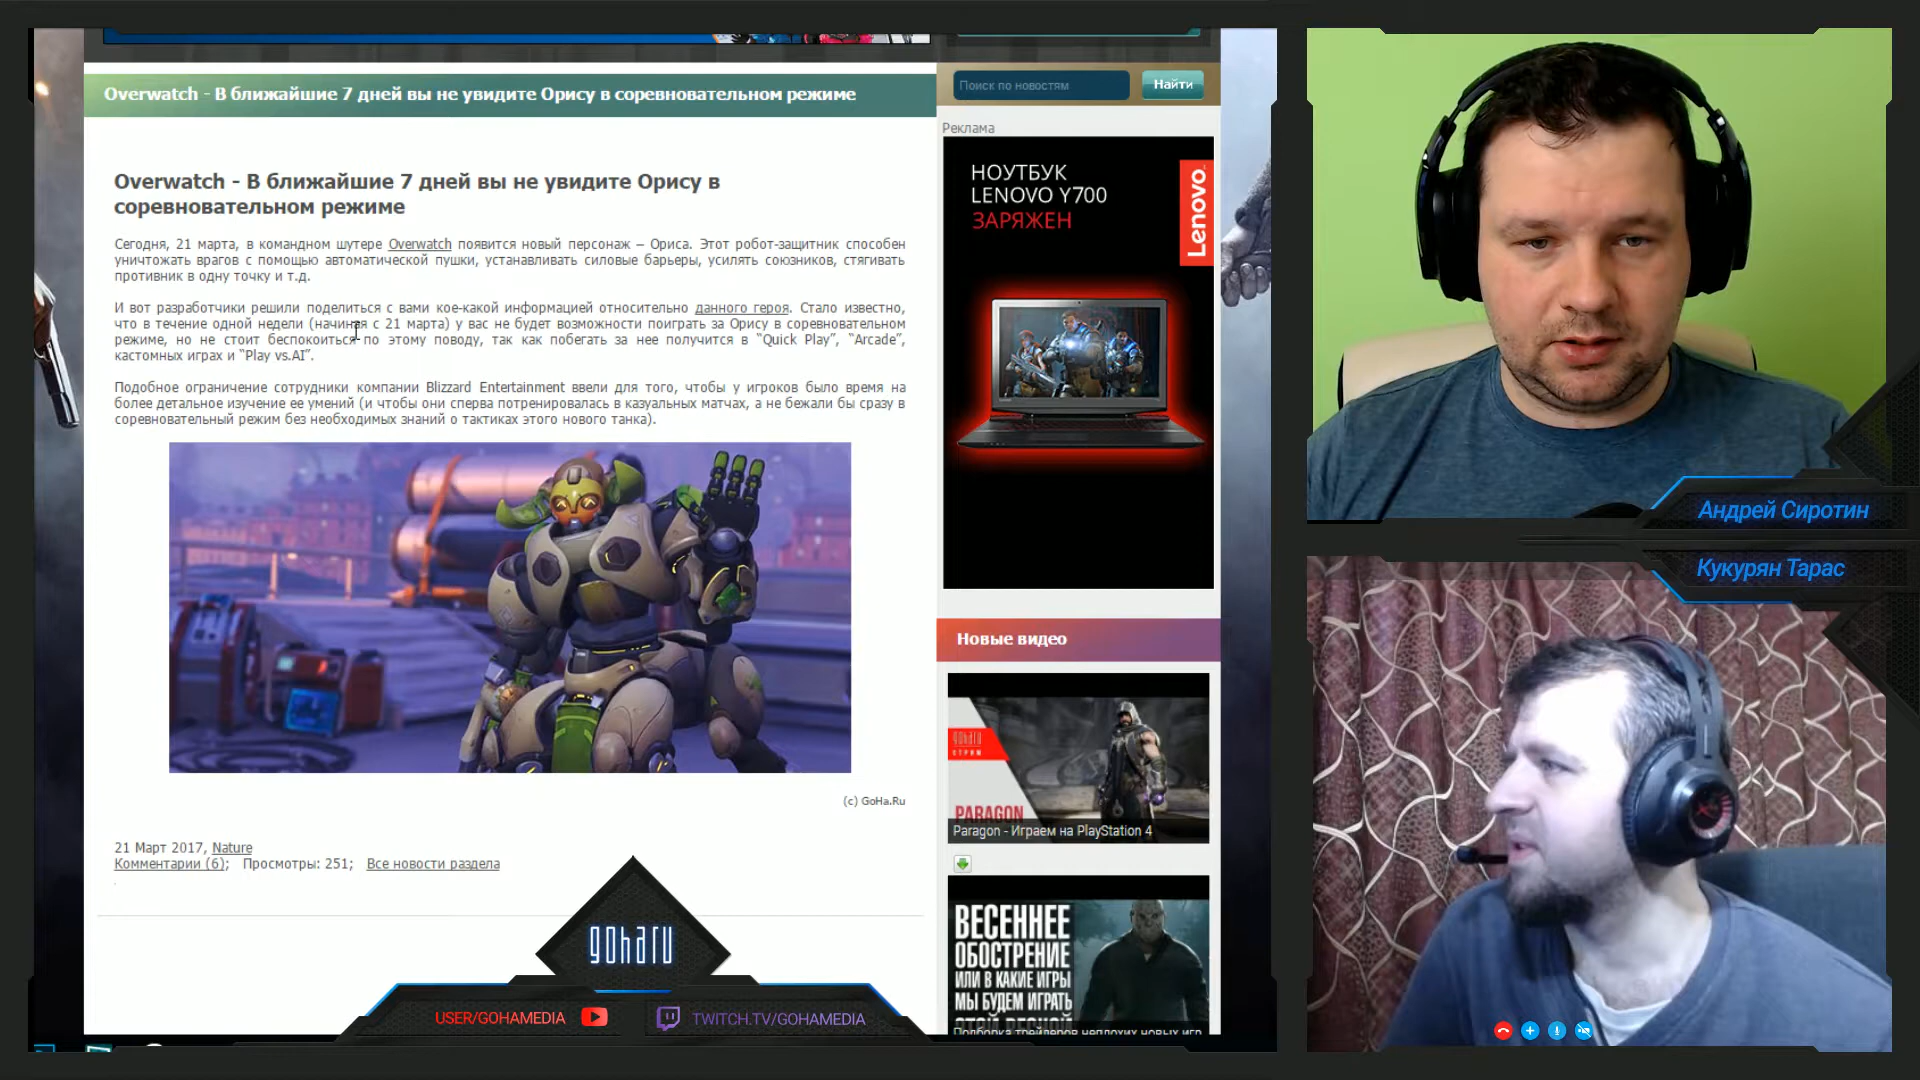 Overwatch - В ближайшие 7 дней вы не увидите Орису в соревновательном режиме
Поиск по новостям
Найти
Overwatch - В ближайшие 7 дней вы не увидите Орису в
соревновательном режиме
Сегодня, 21 марта, в командном шутере Overwatch появится новый персонаж – Ориса. Этот робот-защитник способен
уничтожать врагов с помощью автоматической пушки, устанавливать силовые барьеры, усилять союзников, стягивать
противник в одну точку и т.д.
И вот разработчики решили поделиться с вами кое-какой информацией относительно данного героя. Стало известно,
что в течение одной недели (начиная с 21 марта) у вас не будет возможности поиграть за Орису в соревновательном
режиме, но не стоит беспокоиться по этому поводу, так как побегать за нее получится в “Quick Play”, “Arcade”,
кастомных играх и “Play vs.AI”.
Подобное ограничение сотрудники компании Blizzard Entertainment ввели для того, чтобы у игроков было время на
более детальное изучение ее умений (и чтобы они сперва потренировалась в казуальных матчах, а не бежали бы сразу в
соревновательный режим без необходимых знаний о тактиках этого нового танка).
(c) GoHa.Ru
21 Март 2017, Nature
Комментарии (6); Просмотры: 251; Все новости раздела
Реклама
НОУТБУК
LENOVO Y700
ЗАРЯЖЕН
Lenovo.
Новые видео
goharu
СТРИМ
PARAGON
Paragon - Играем на PlayStation 4
ВЕСЕННЕЕ
ОБОСТРЕНИЕ
ИЛИ В КАКИЕ ИГРЫ
МЫ БУДЕМ ИГРАТЬ
ЭТОЙ ВЕСНОЙ
Подборка трейлеров неплохих новых игр
goharu
USER/GOHAMEDIA
TWITCH.TV/GOHAMEDIA
Андрей Сиротин
Кукурян Тарас